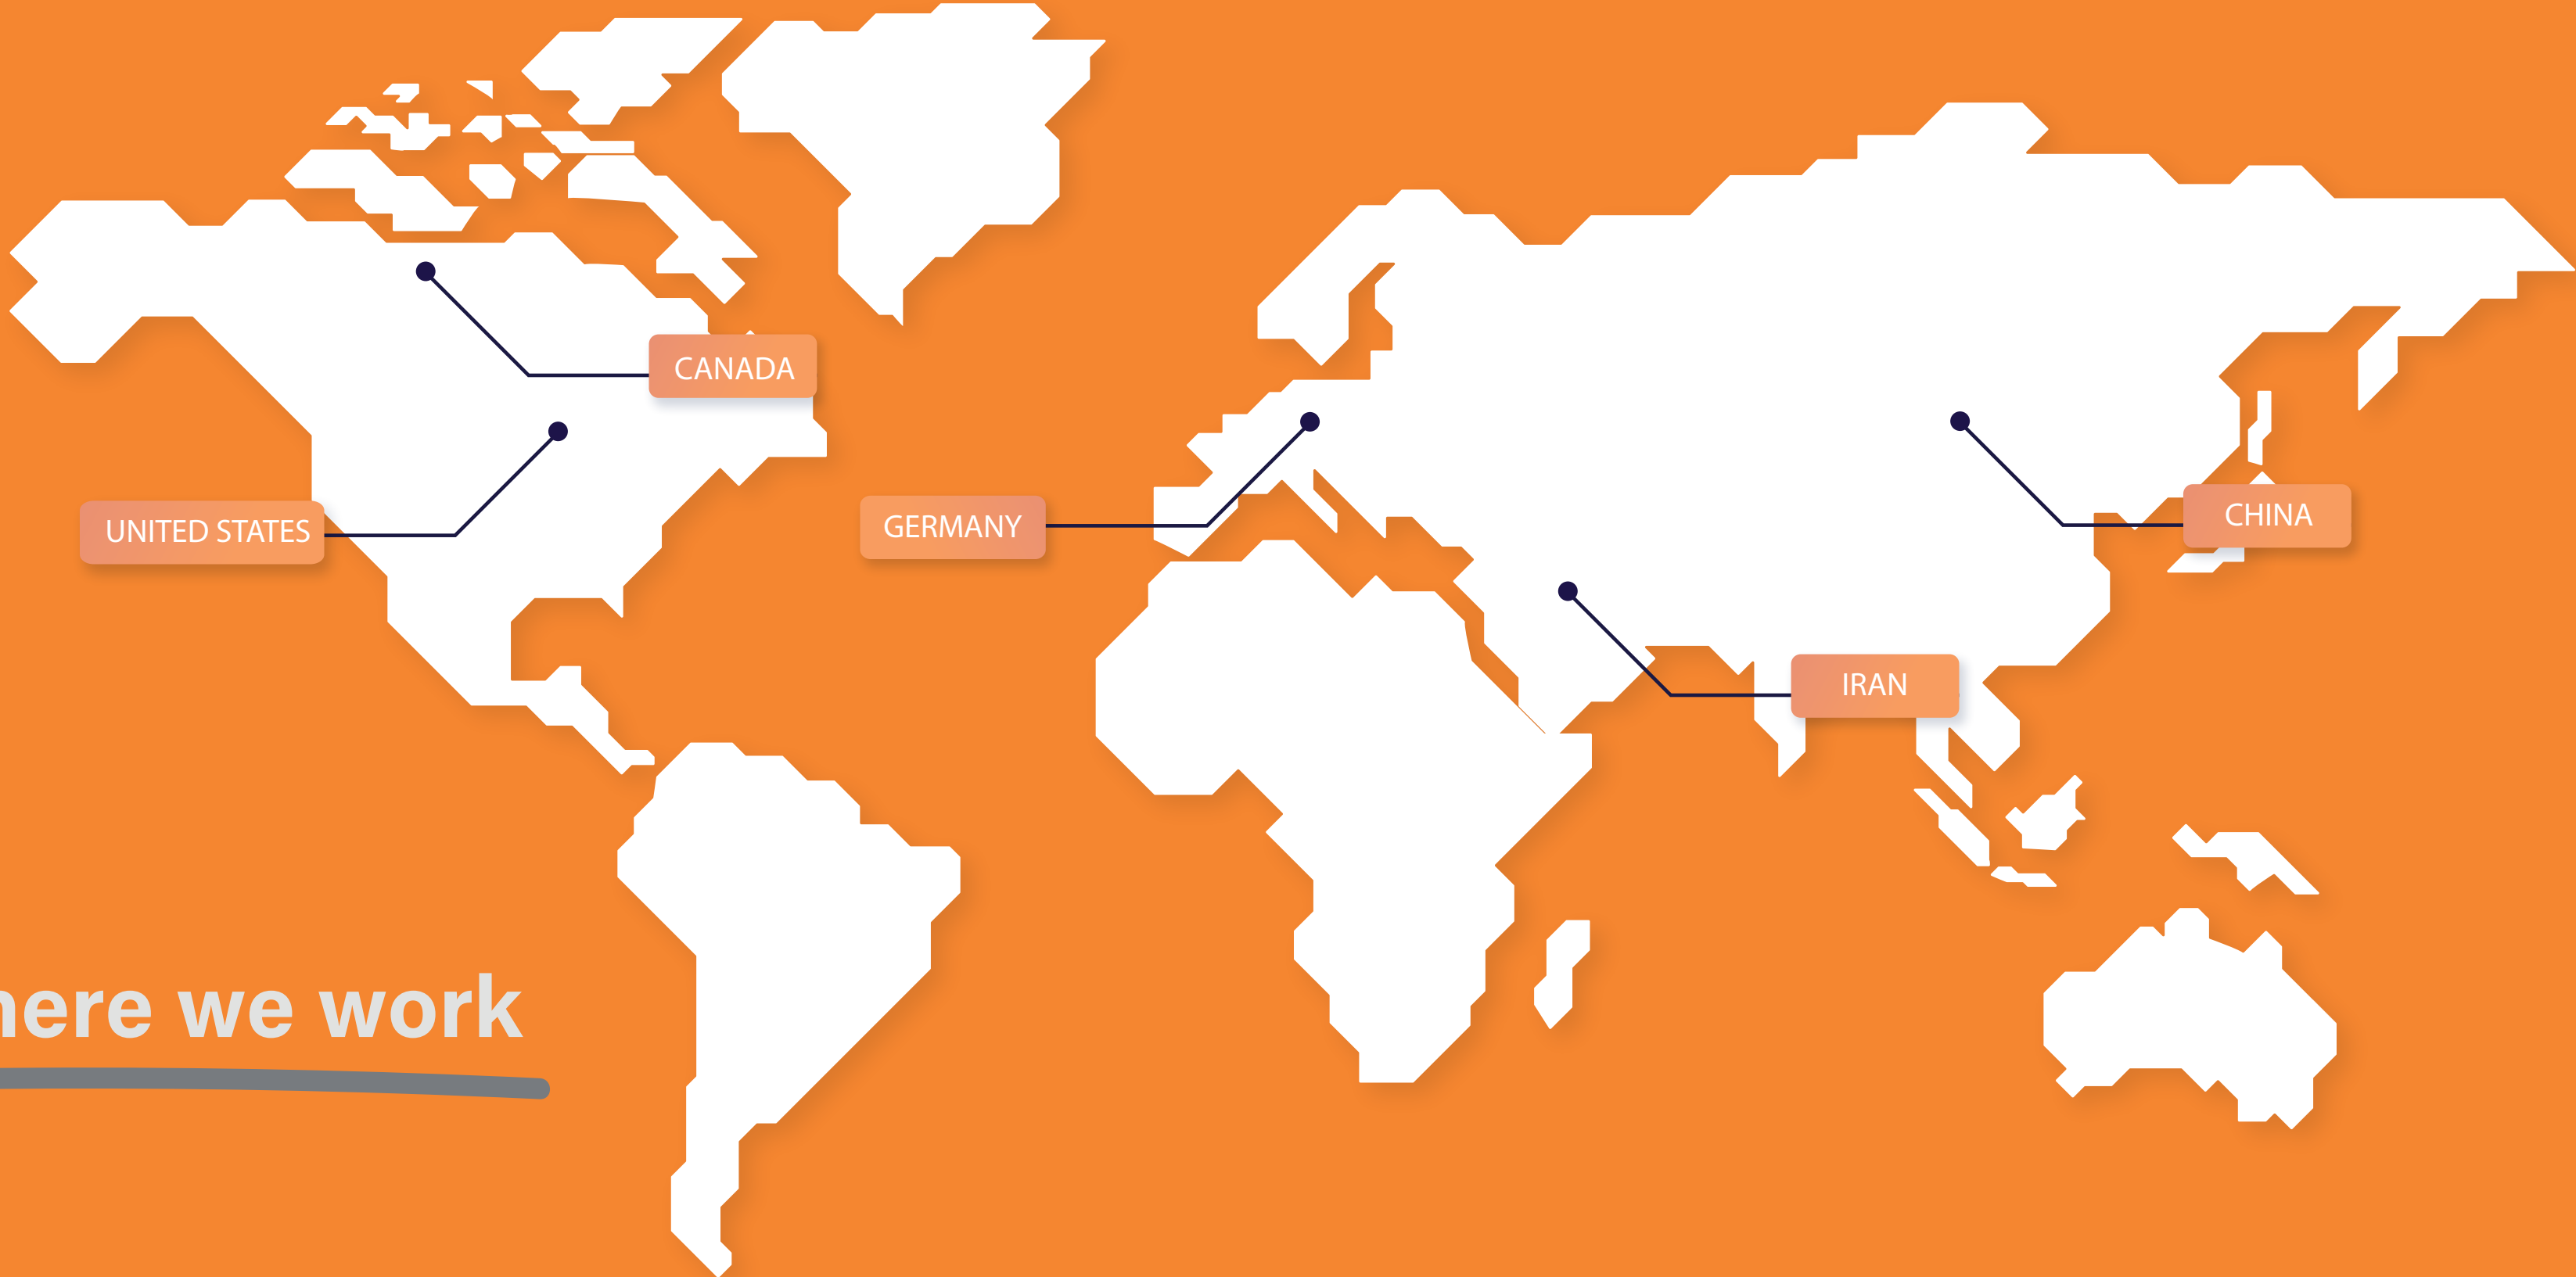 CANADA
UNITED STATES
GERMANY
CHINA
IRAN
here we work